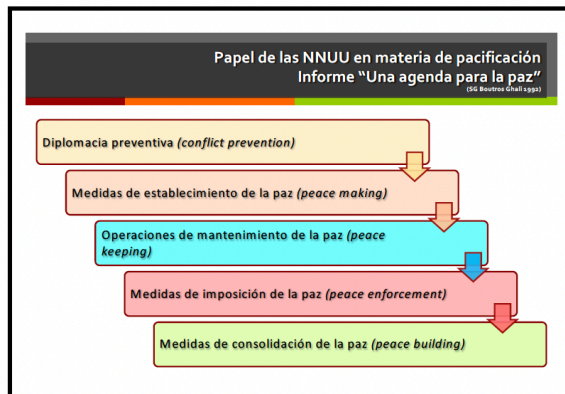 Papel de las NNUU en materia de pacificación
Informe “Una agenda para la paz”
(SG Boutros Ghali 1992)
Diplomacia preventiva (conflict prevention)
Medidas de establecimiento de la paz (peace making)
Operaciones de mantenimiento de la paz (peace
keeping)
Medidas de imposición de la paz (peace enforcement)
Medidas de consolidación de la paz (peace building)